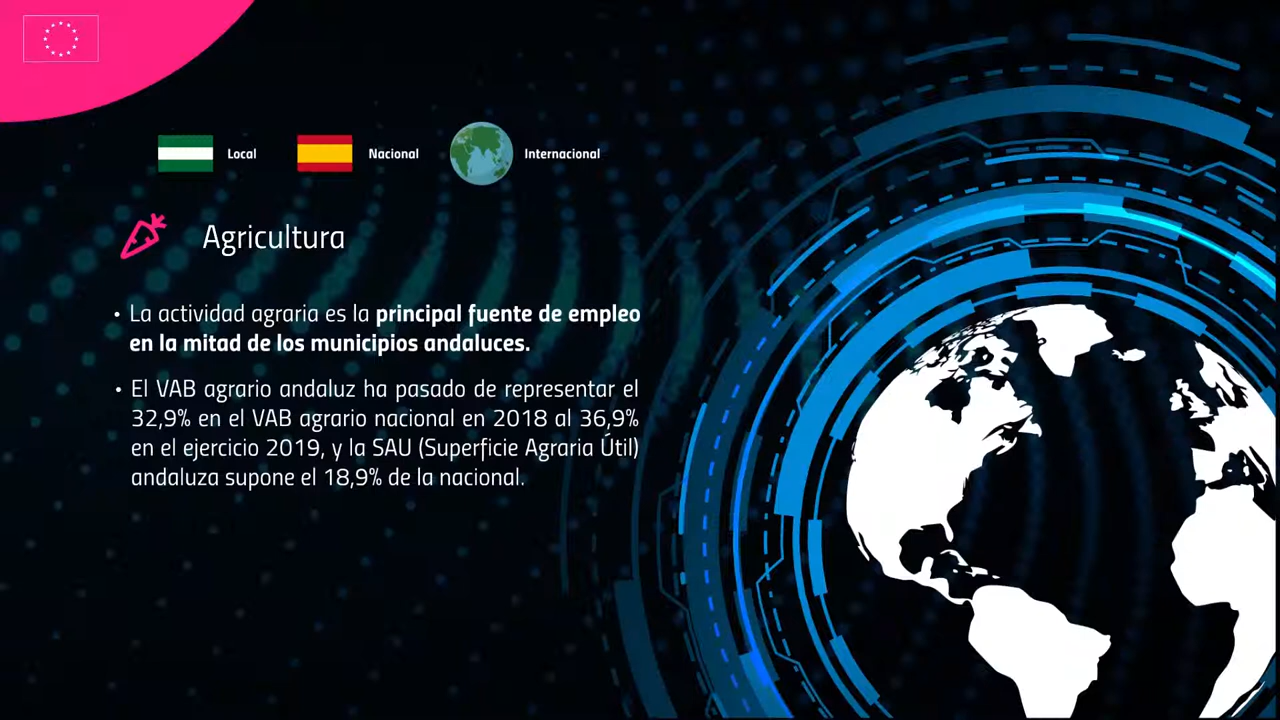 Local Nacional Internacional
Agricultura
• La actividad agraria es la principal fuente de empleo
en la mitad de los municipios andaluces.
• El VAB agrario andaluz ha pasado de representar el
32,9% en el VAB agrario nacional en 2018 al 36,9%
en el ejercicio 2019, y la SAU (Superficie Agraria Útil)
andaluza supone el 18,9% de la nacional.